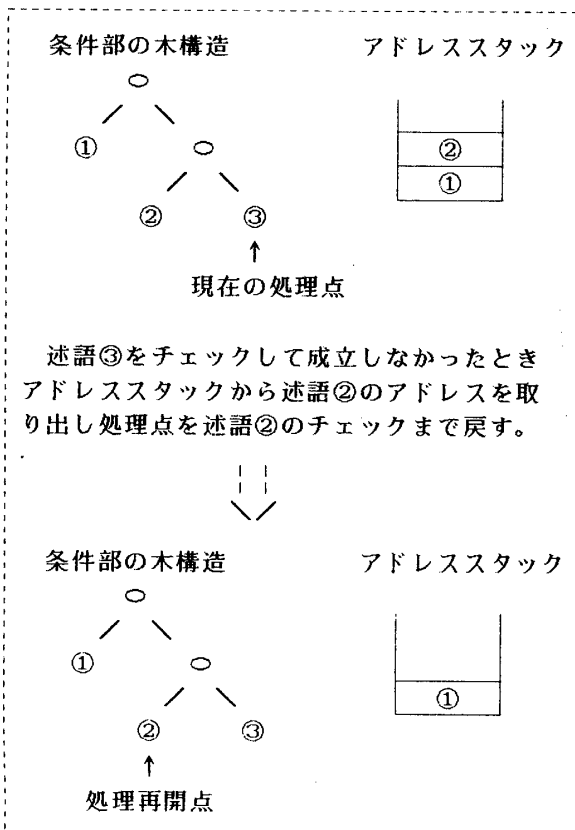 条件部の木構造 アドレススタック
①
②
②
①
③
現在の処理点
述語③をチェックして成立しなかったとき
アドレススタックから述語②のアドレスを取
り出し処理点を述語②のチェックまで戻す。
条件部の木構造 アドレススタック
①
①
② ③
処理再開点